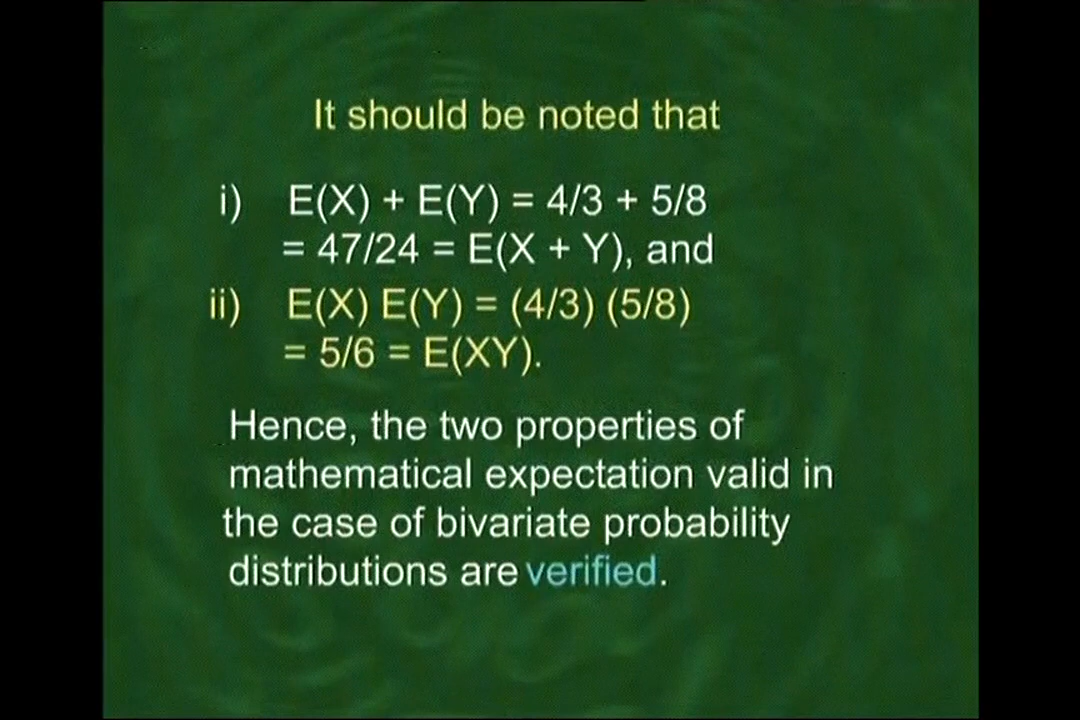 It should be noted that
i) E(X) + E(Y) = 4/3 + 5/8
= 47/24 = E(X + Y), and
ii) E(X) E(Y) = (4/3) (5/8)
= 5/6 = E(XY).
Hence, the two properties of
mathematical expectation valid in
the case of bivariate probability
distributions are verified.